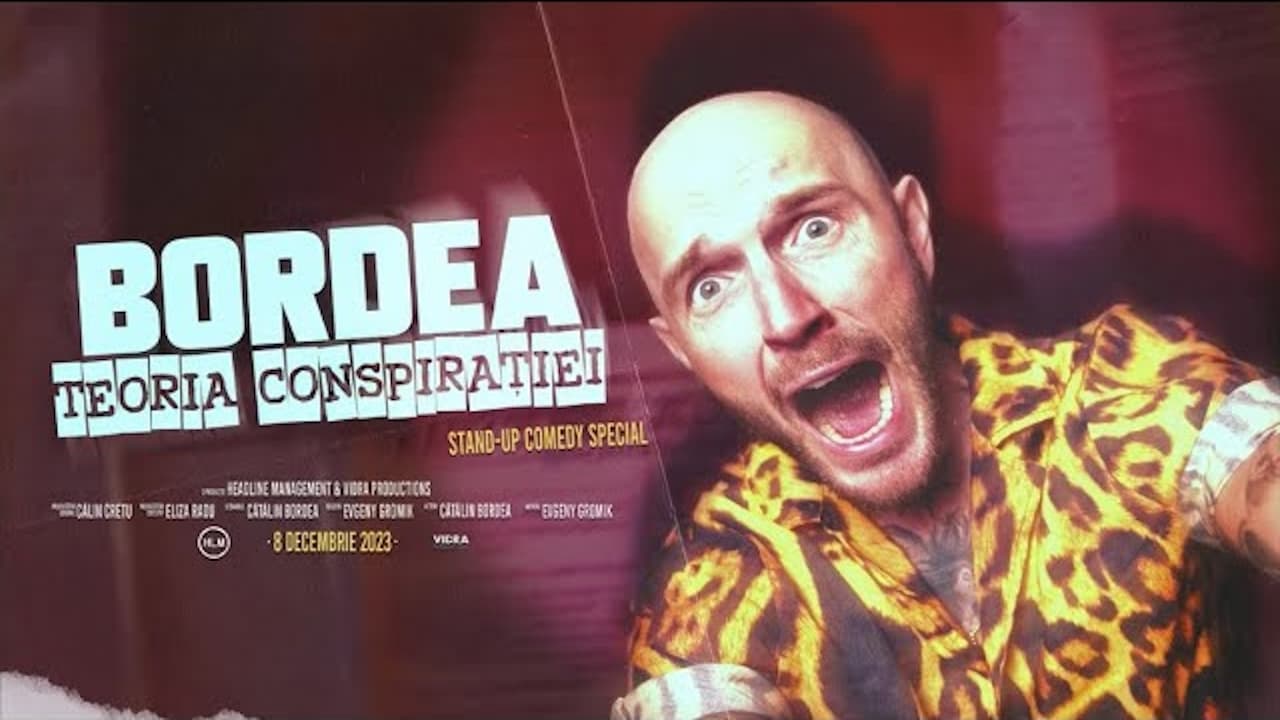 BORDEA
TEORIA CONSPIRAȚIEI
STAND-UP COMEDY SPECIAL
HEADLINE MANAGEMENT & VIDRA PRODUCTIONS
CĂLIN CREȚU ELIZA RADU CĂTĂLIN BORDEA EVGENY GROMIK CĂTĂLIN BORDEA EVGENY GROMIK
HLM · 8 DECEMBRIE 2023 · VIDRA